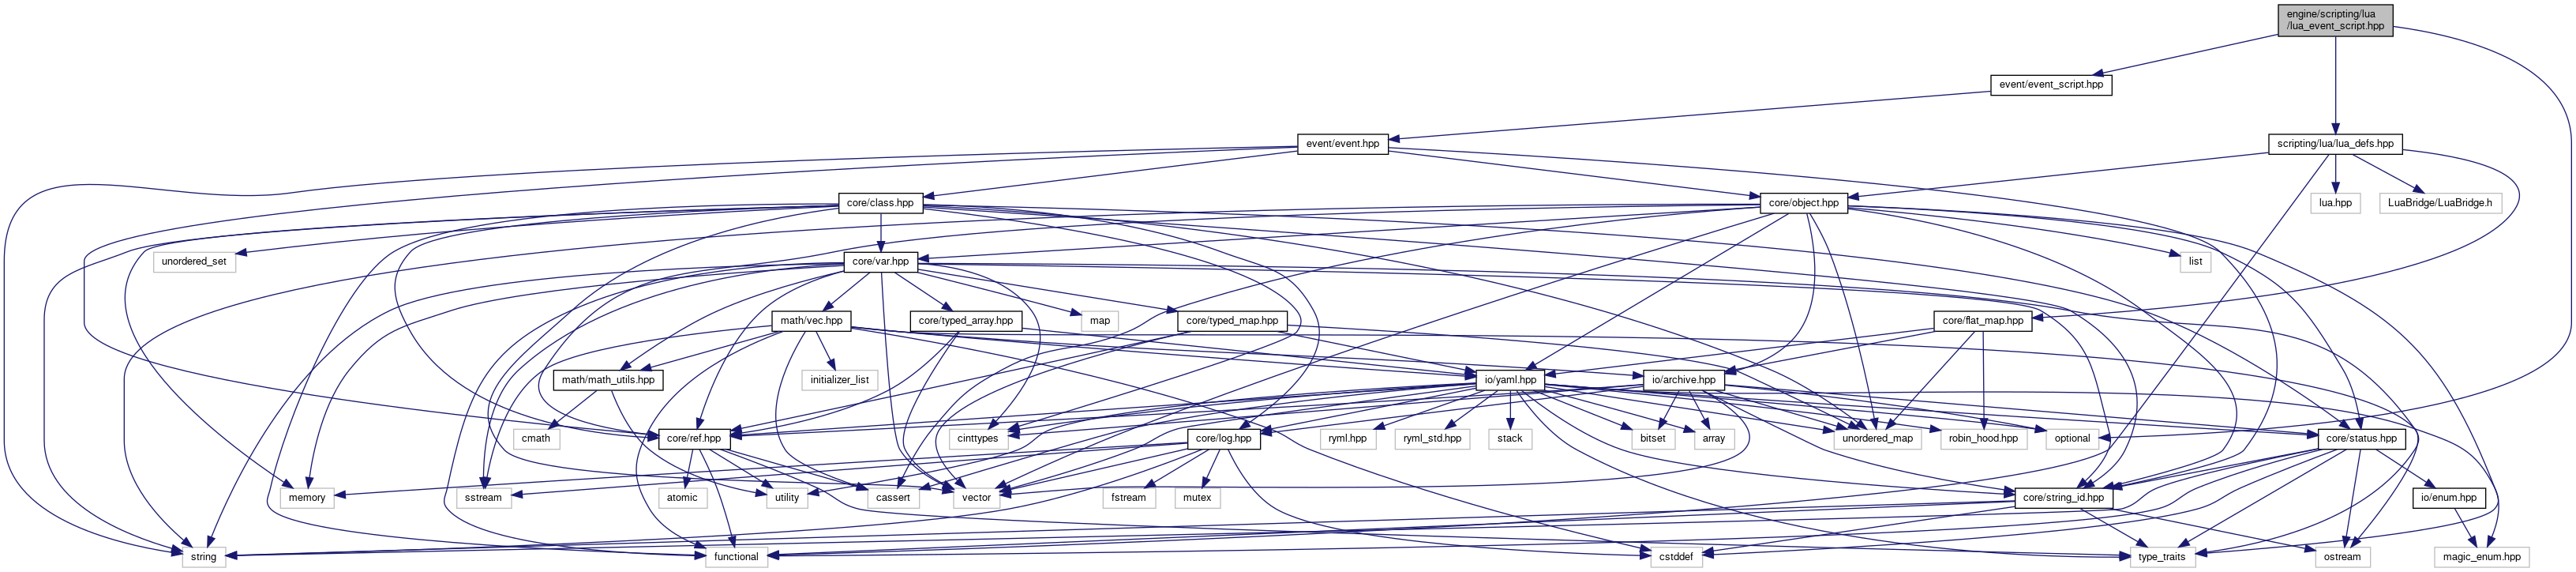 engine/scripting/lua
/lua_event_script.hpp
event/event_script.hpp
event/event.hpp
scripting/lua/lua_defs.hpp
core/class.hpp
core/object.hpp
lua.hpp
LuaBridge/LuaBridge.h
unordered_set
core/var.hpp
list
math/vec.hpp
core/typed_array.hpp
map
core/typed_map.hpp
core/flat_map.hpp
math/math_utils.hpp
initializer_list
io/yaml.hpp
io/archive.hpp
cmath
core/ref.hpp
cinttypes
core/log.hpp
ryml.hpp
ryml_std.hpp
stack
bitset
array
unordered_map
robin_hood.hpp
optional
core/status.hpp
memory
sstream
atomic
utility
cassert
vector
fstream
mutex
core/string_id.hpp
io/enum.hpp
string
functional
cstddef
type_traits
ostream
magic_enum.hpp